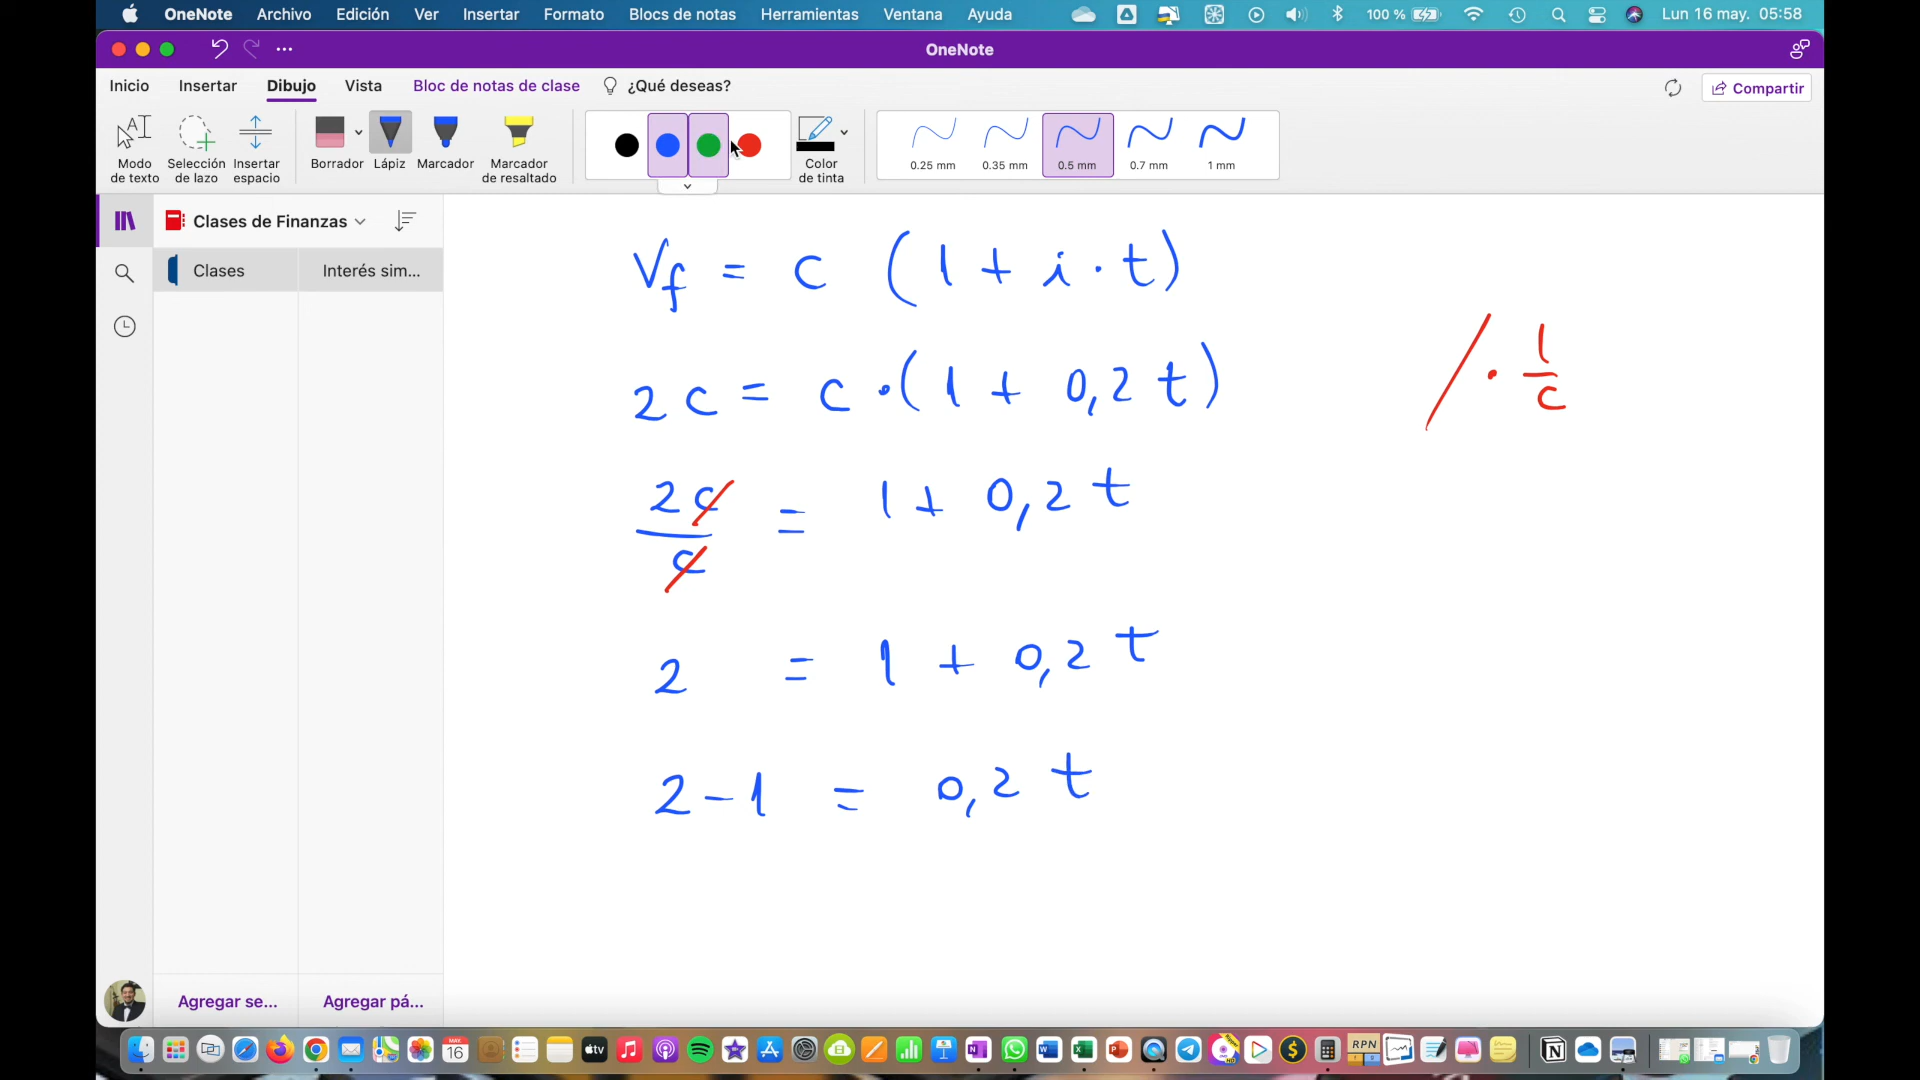 OneNote Archivo Edición Ver Insertar Formato Blocs de notas Herramientas Ventana Ayuda 100 % Lun 16 may. 05:58
OneNote
Inicio Insertar Dibujo Vista Bloc de notas de clase ¿Qué deseas? Compartir
Modo de texto
Selección de lazo
Insertar espacio
Borrador
Lápiz
Marcador
Marcador de resaltado
Color de tinta
0.25 mm 0.35 mm 0.5 mm 0.7 mm 1 mm
Clases de Finanzas
Clases Interés sim...
Vf = c (1 + i · t)
2c = c · (1 + 0,2 t) / · 1/c
2c/c = 1 + 0,2 t
2 = 1 + 0,2 t
2 - 1 = 0,2 t
Agregar se... Agregar pá...
16
tv
RPN